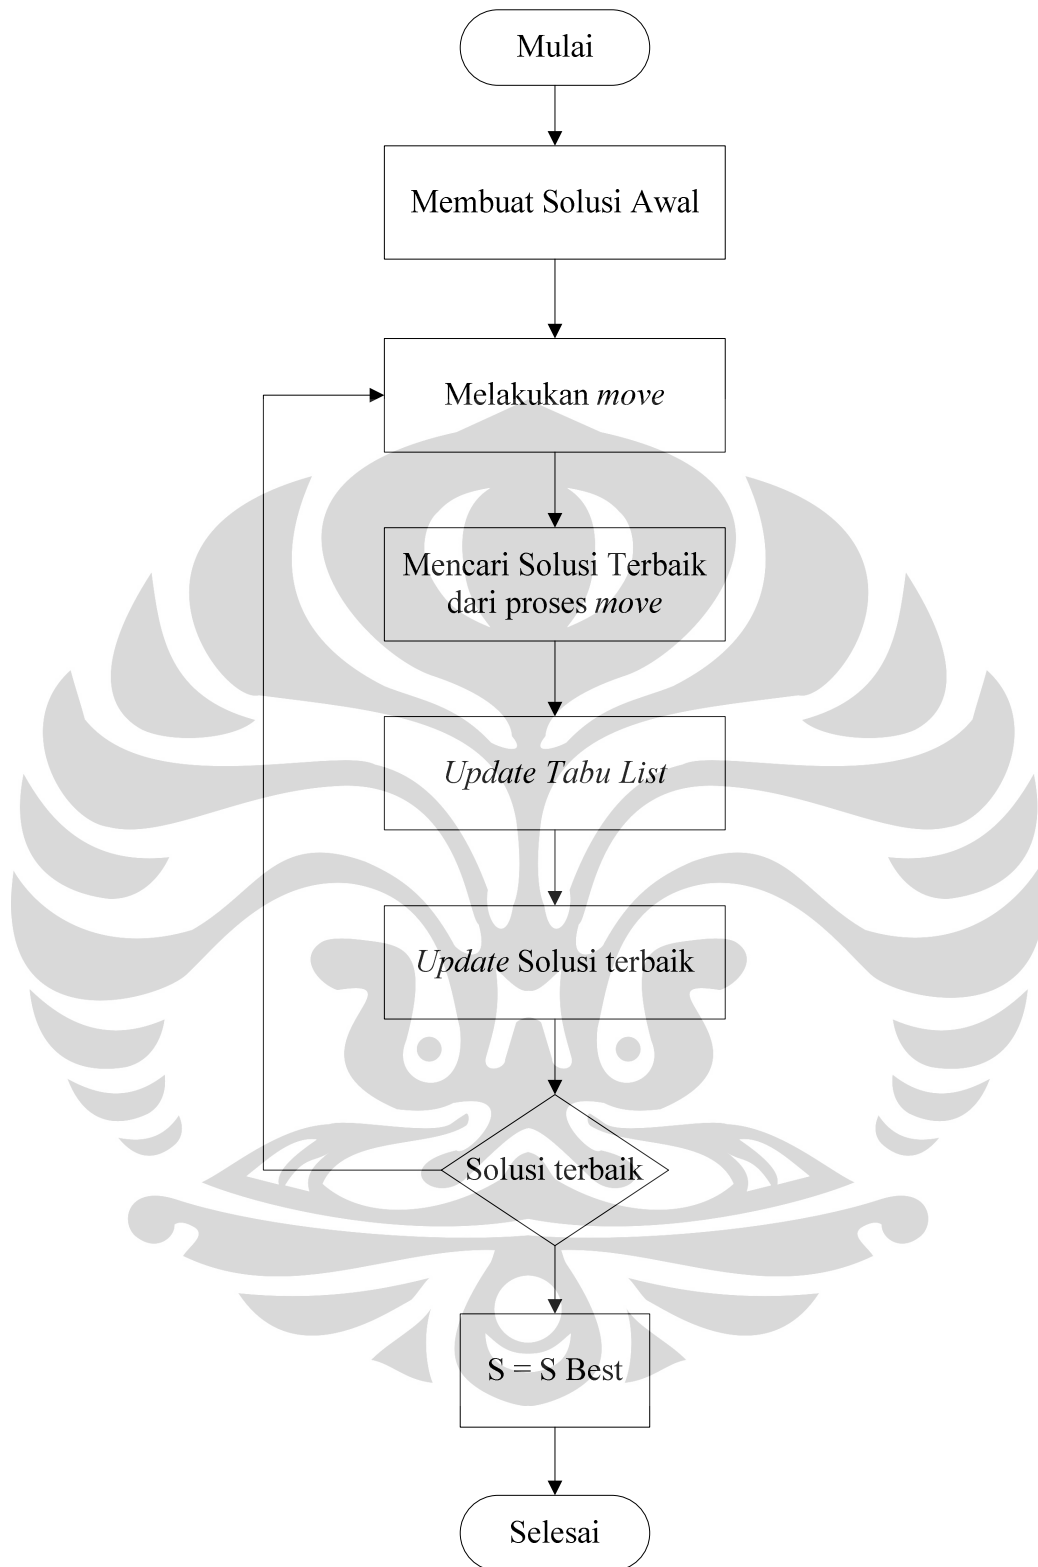 Mulai
Membuat Solusi Awal
Melakukan move
Mencari Solusi Terbaik
dari proses move
Update Tabu List
Update Solusi terbaik
Solusi terbaik
S = S Best
Selesai